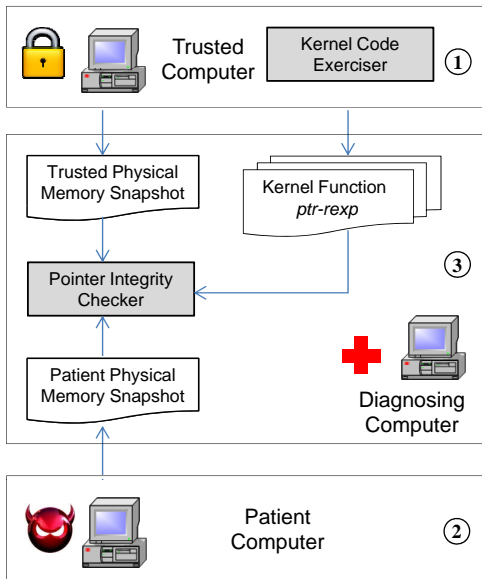 Trusted
Computer
Kernel Code
Exerciser
1
Trusted Physical
Memory Snapshot
Kernel Function
ptr-rexp
Pointer Integrity
Checker
3
Patient Physical
Memory Snapshot
Diagnosing
Computer
Patient
Computer
2